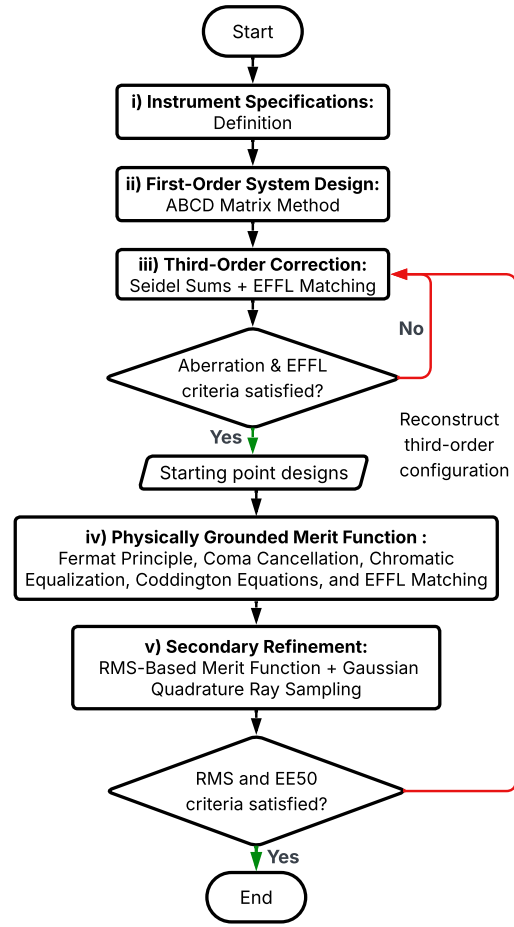 Start
i) Instrument Specifications:
Definition
ii) First-Order System Design:
ABCD Matrix Method
iii) Third-Order Correction:
Seidel Sums + EFFL Matching
No
Aberration & EFFL
criteria satisfied?
Reconstruct
third-order
configuration
Yes
Starting point designs
iv) Physically Grounded Merit Function :
Fermat Principle, Coma Cancellation, Chromatic
Equalization, Coddington Equations, and EFFL Matching
v) Secondary Refinement:
RMS-Based Merit Function + Gaussian
Quadrature Ray Sampling
RMS and EE50
criteria satisfied?
Yes
End